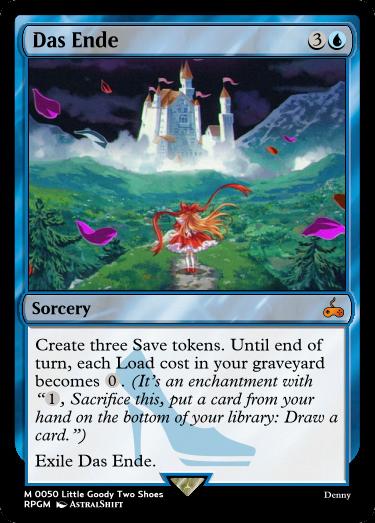 Das Ende 3
Sorcery
Create three Save tokens. Until end of
turn, each Load cost in your graveyard
becomes 0. (It's an enchantment with
“1, Sacrifice this, put a card from your
hand on the bottom of your library: Draw a
card.”)
Exile Das Ende.
M 0050 Little Goody Two Shoes
RPGM AstralShift Denny